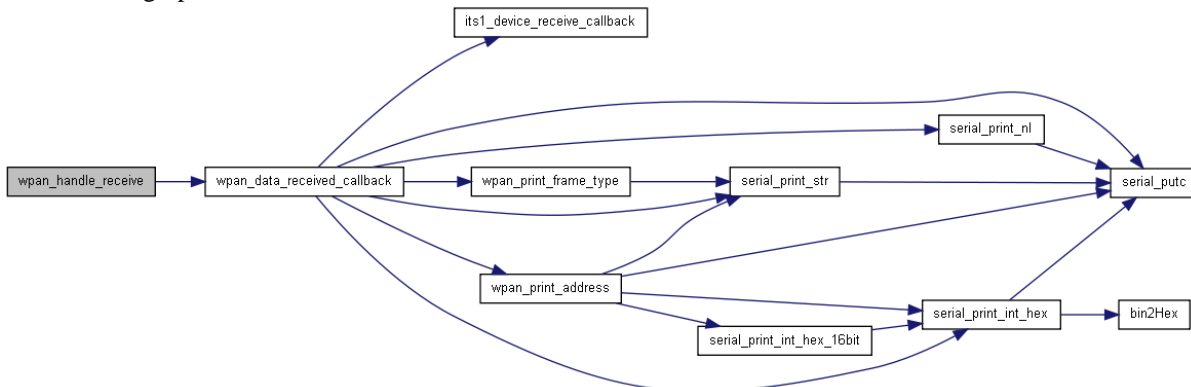 its1_device_receive_callback
serial_print_nl
wpan_handle_receive
wpan_data_received_callback
wpan_print_frame_type
serial_print_str
serial_putc
wpan_print_address
serial_print_int_hex
bin2Hex
serial_print_int_hex_16bit